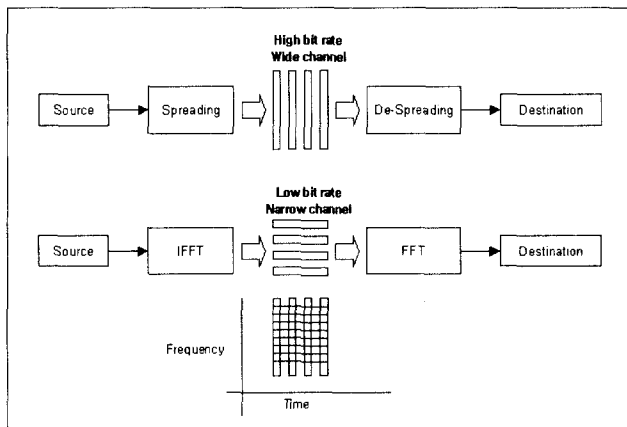 High bit rate
Wide channel
Source
Spreading
De-Spreading
Destination
Low bit rate
Narrow channel
Source
IFFT
FFT
Destination
Frequency
Time